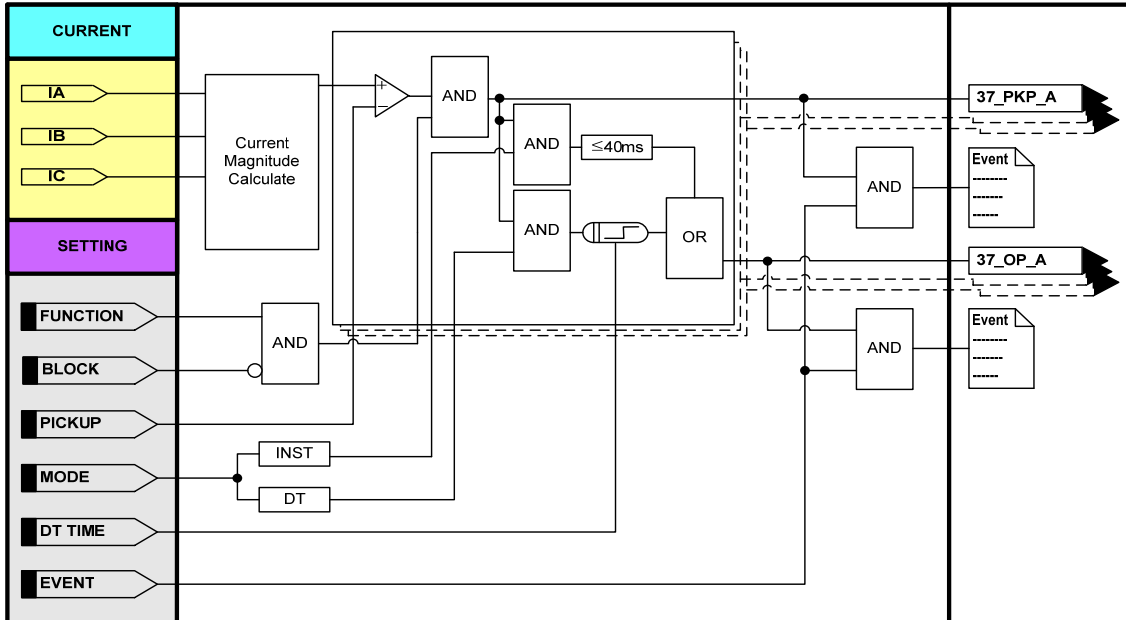 CURRENT
IA
IB
IC
SETTING
FUNCTION
BLOCK
PICKUP
MODE
DT TIME
EVENT
Current
Magnitude
Calculate
+
−
AND
AND
≤40ms
AND
OR
AND
INST
DT
37_PKP_A
AND
Event
--------
-------
------
37_OP_A
AND
Event
--------
-------
------